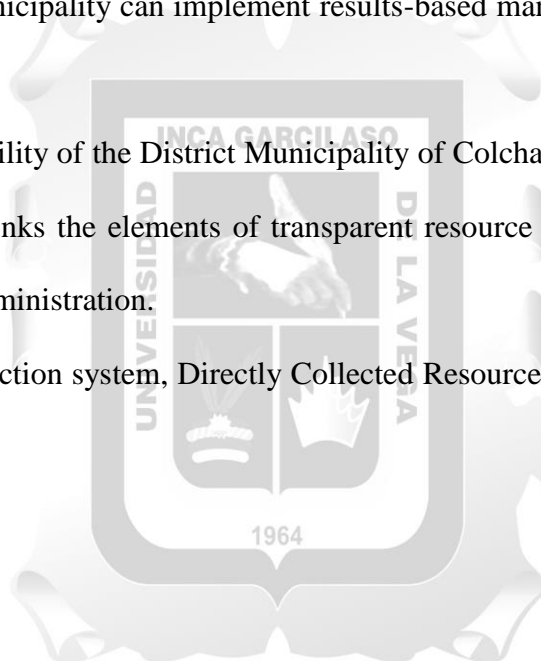 nicipality can implement results-based man
ility of the District Municipality of Colcha
nks the elements of transparent resource
ministration.
ction system, Directly Collected Resource
INCA GARCILASO
UNIVERSIDAD
DE LA VEGA
1964